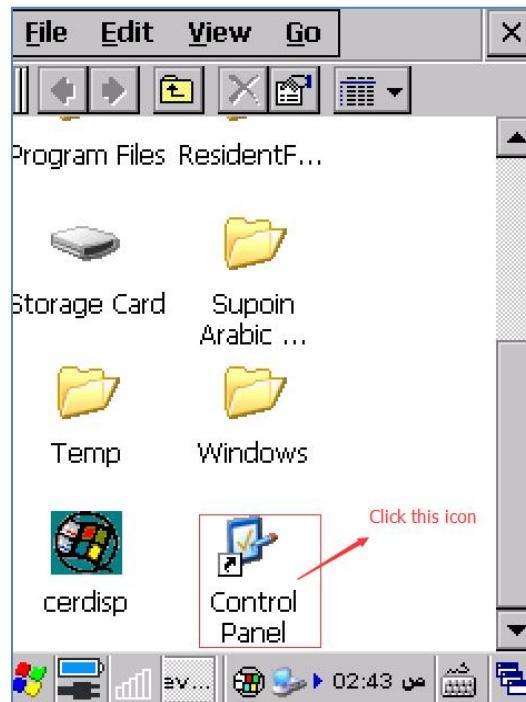 File Edit View Go
Program Files ResidentF...
Storage Card Supoin
Arabic ...
Temp Windows
Click this icon
cerdisp Control
Panel
ev... 02:43 ص